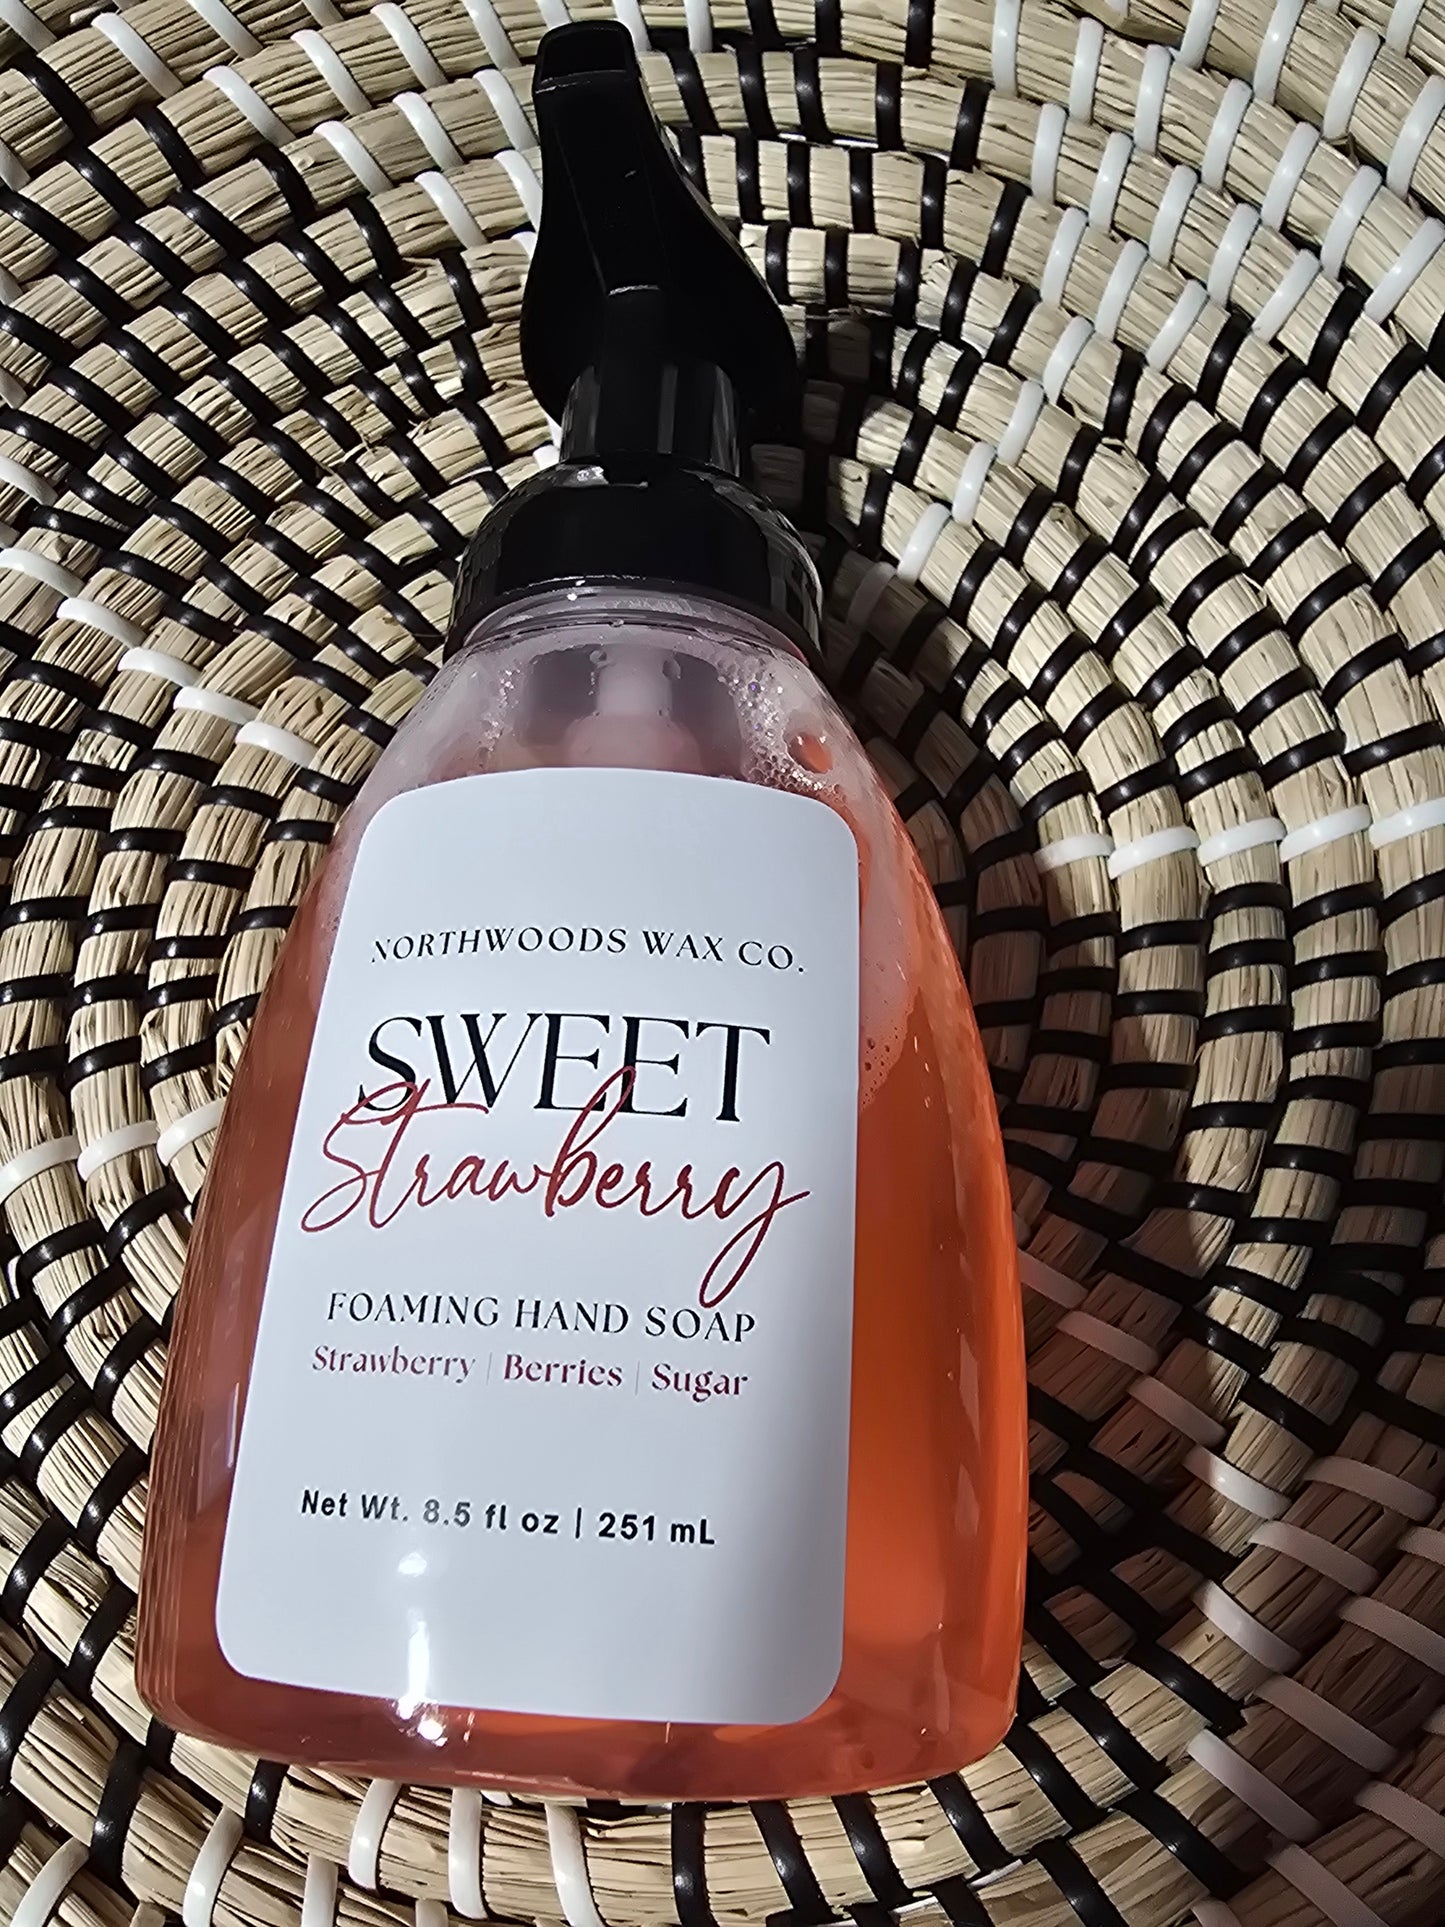 NORTHWOODS WAX CO.
SWEET
Strawberry
FOAMING HAND SOAP
Strawberry | Berries | Sugar
Net Wt. 8.5 fl oz | 251 mL